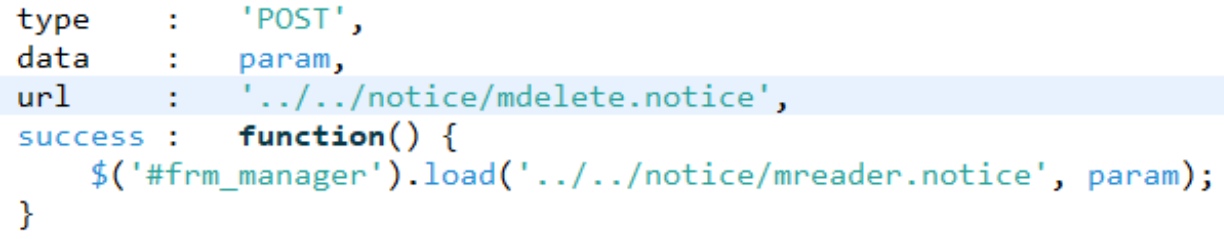 type : 'POST',
data : param,
url : '../../notice/mdelete.notice',
success : function() {
$('#frm_manager').load('../../notice/mreader.notice', param);
}